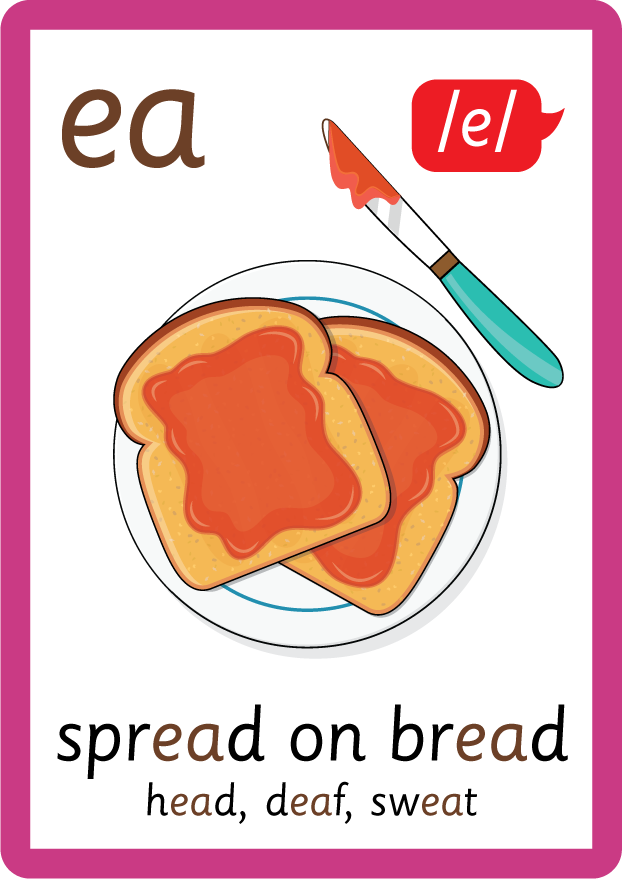 ea
/e/
spread on bread
head, deaf, sweat